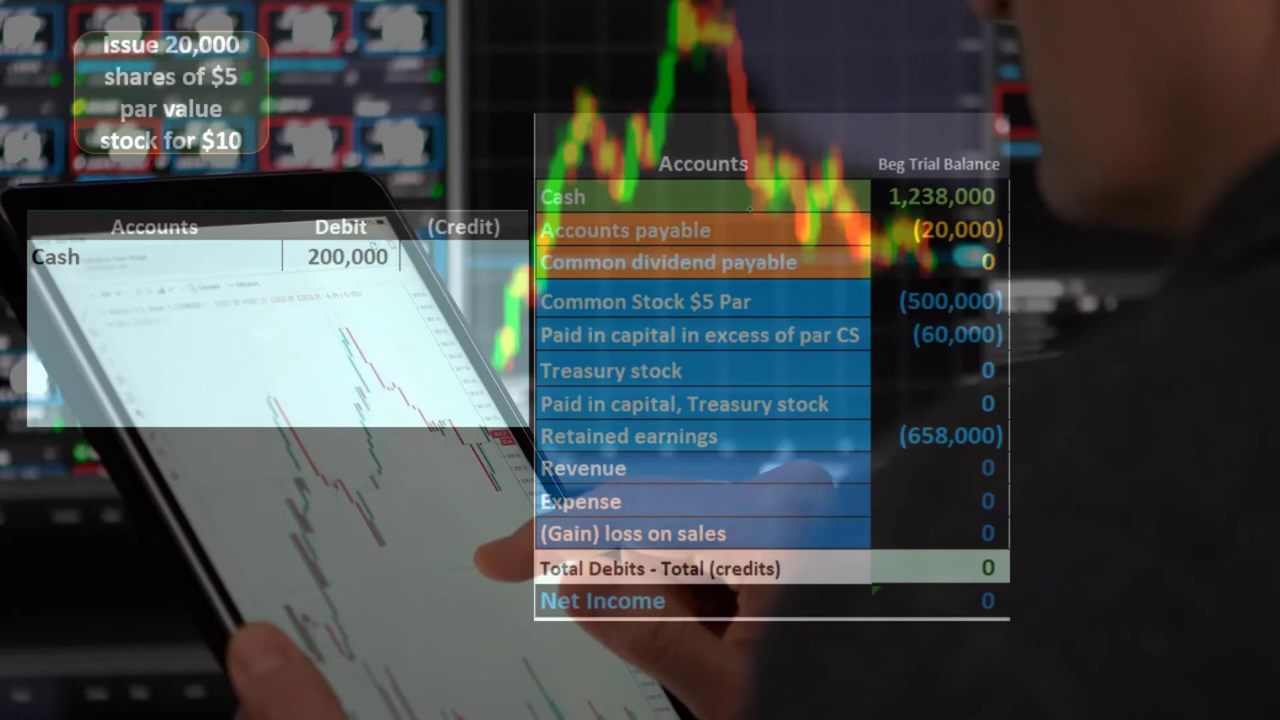 issue 20,000
shares of $5
par value
stock for $10
Accounts Debit (Credit)
Cash 200,000
Accounts Beg Trial Balance
Cash 1,238,000
Accounts payable (20,000)
Common dividend payable 0
Common Stock $5 Par (500,000)
Paid in capital in excess of par CS (60,000)
Treasury stock 0
Paid in capital, Treasury stock 0
Retained earnings (658,000)
Revenue 0
Expense 0
(Gain) loss on sales 0
Total Debits - Total (credits) 0
Net Income 0